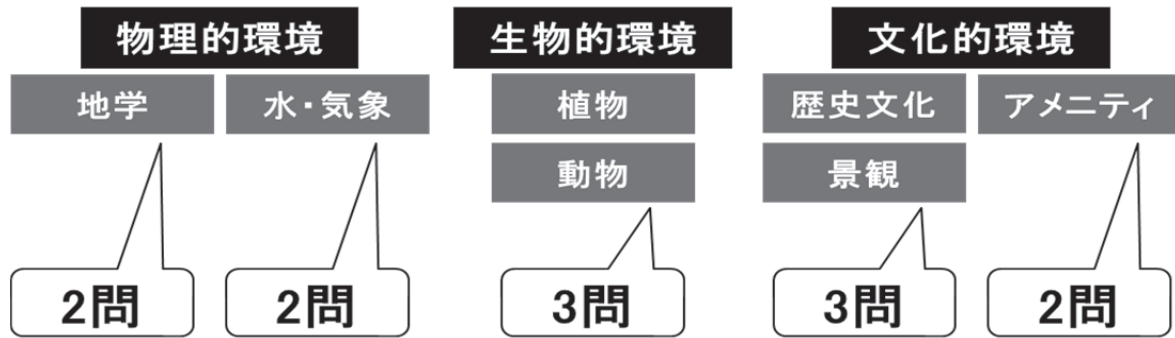 物理的環境
生物的環境
文化的環境
地学
水・気象
植物
歴史文化
アメニティ
動物
景観
2問
2問
3問
3問
2問